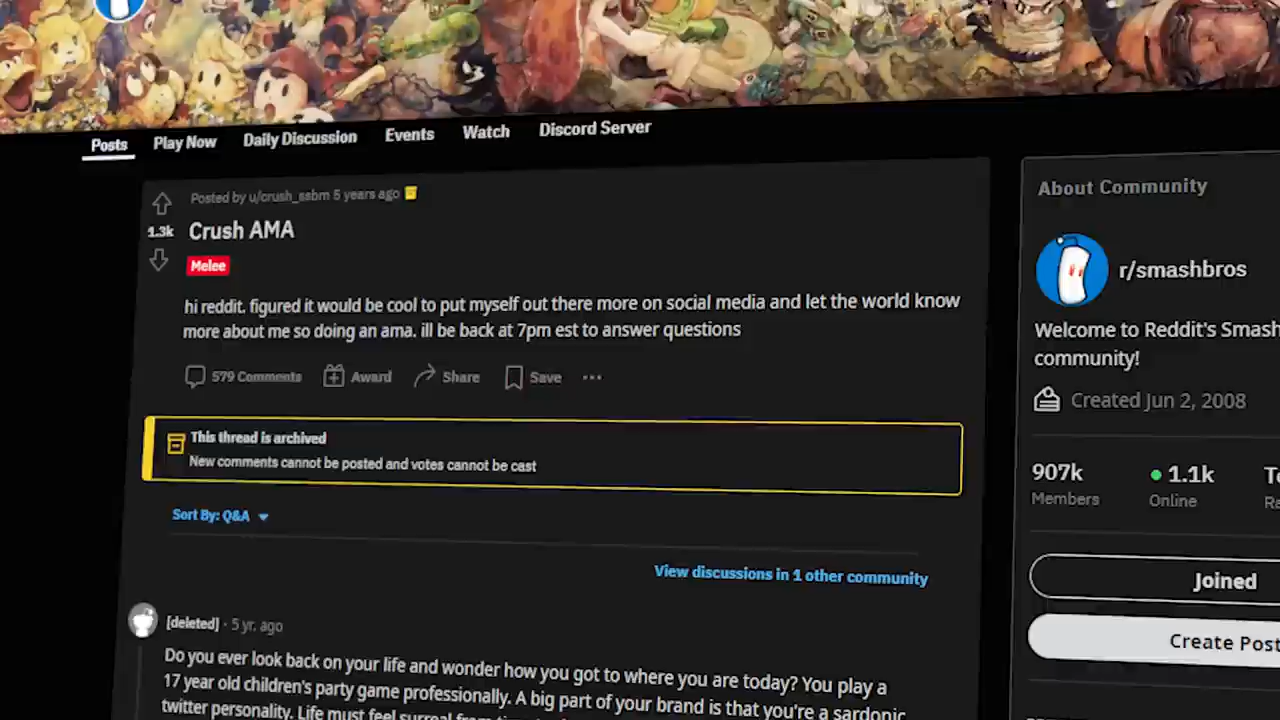 Posts Play Now Daily Discussion Events Watch Discord Server
Posted by u/crush_ssbm 5 years ago
1.3k
Crush AMA
Melee
hi reddit. figured it would be cool to put myself out there more on social media and let the world know
more about me so doing an ama. ill be back at 7pm est to answer questions
579 Comments Award Share Save ...
This thread is archived
New comments cannot be posted and votes cannot be cast
Sort By: Q&A
View discussions in 1 other community
[deleted] · 5 yr. ago
Do you ever look back on your life and wonder how you got to where you are today? You play a
17 year old children's party game professionally. A big part of your brand is that you're a sardonic
twitter personality. Life must feel surreal from time
About Community
r/smashbros
Welcome to Reddit's Smash
community!
Created Jun 2, 2008
907k
Members
1.1k
Online
Joined
Create Post